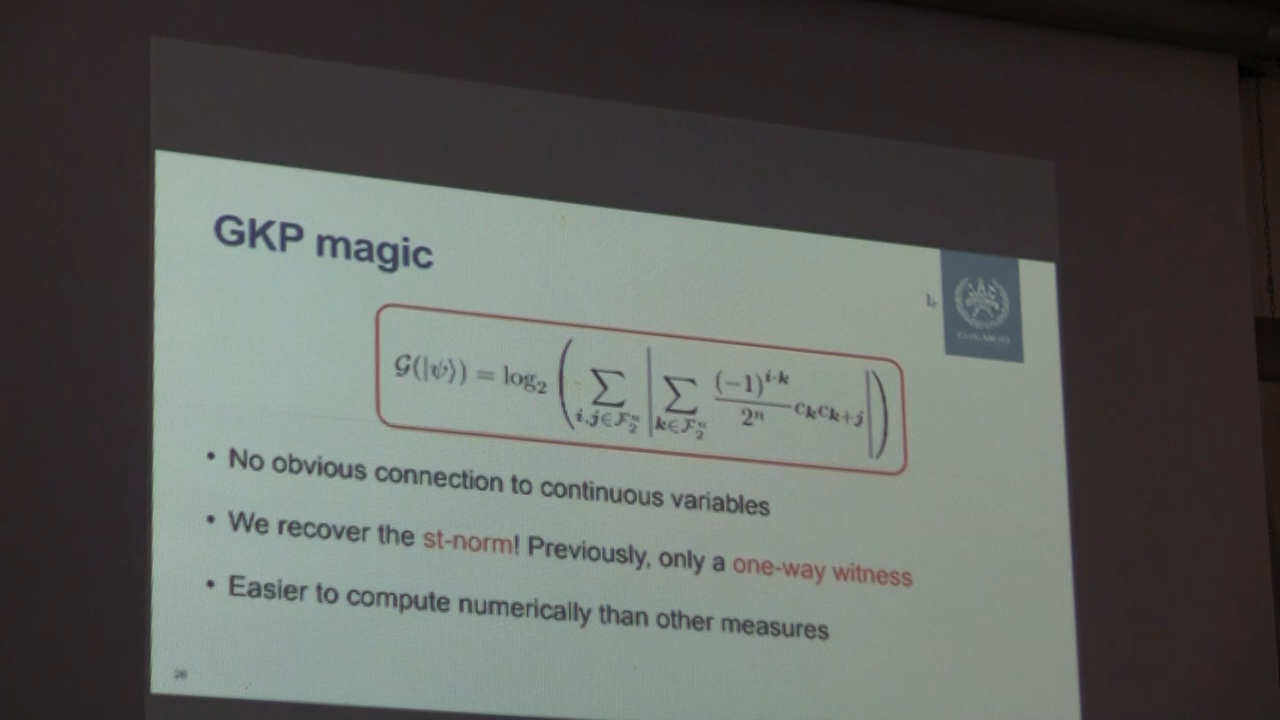 GKP magic
𝒢(|ψ⟩) = log₂ ( ∑_{i,j∈ℱ₂ⁿ} | ∑_{k∈ℱ₂ⁿ} (−1)^{i·k} / 2ⁿ c_k c_{k+j} | )
• No obvious connection to continuous variables
• We recover the st-norm! Previously, only a one-way witness
• Easier to compute numerically than other measures